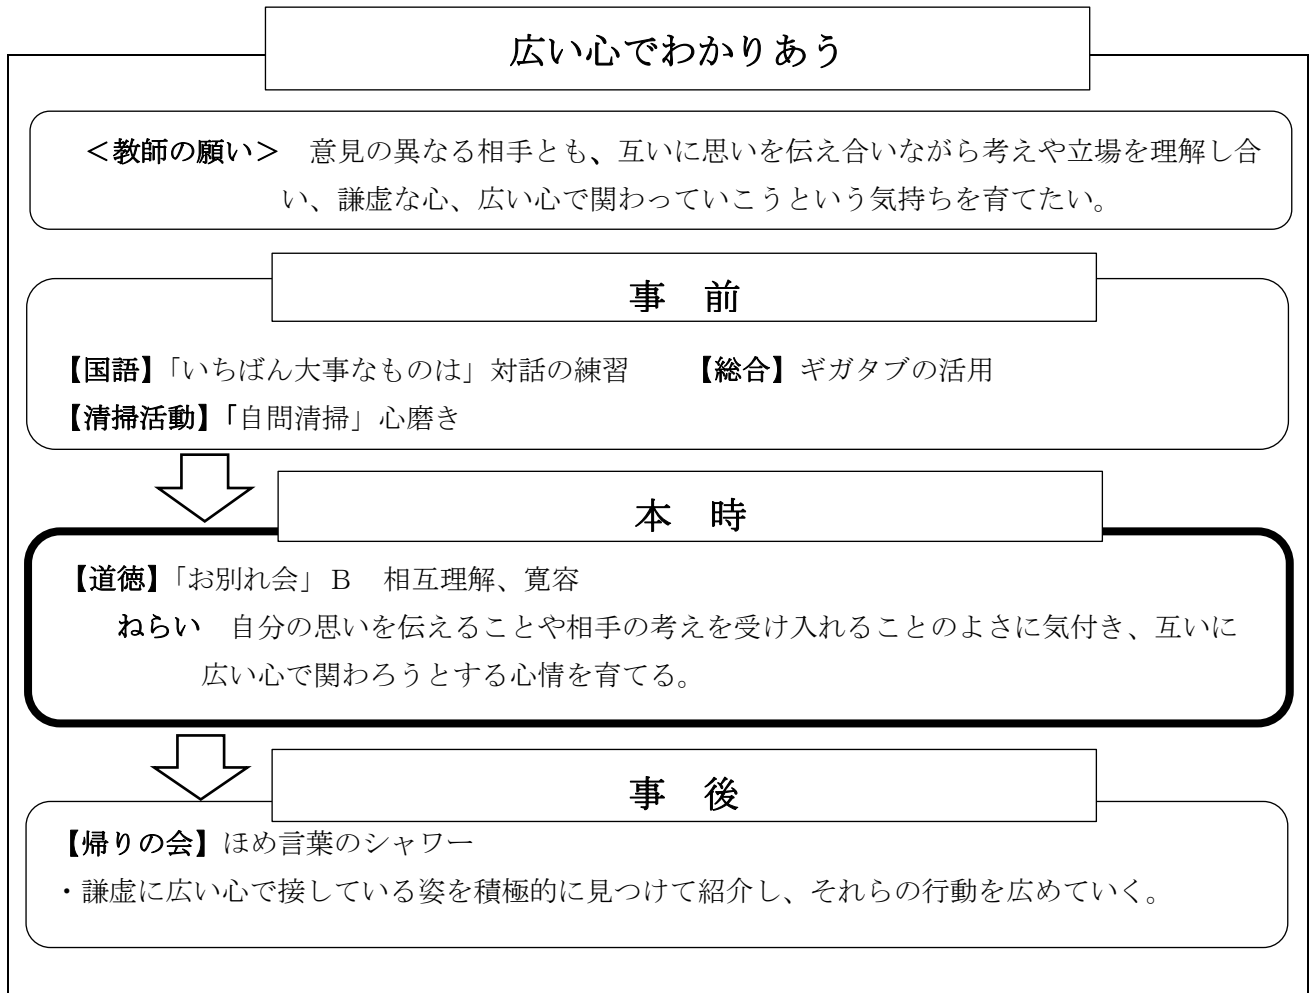 広い心でわかりあう
＜教師の願い＞　意見の異なる相手とも、互いに思いを伝え合いながら考えや立場を理解し合
い、謙虚な心、広い心で関わっていこうという気持ちを育てたい。
事　前
【国語】「いちばん大事なものは」対話の練習　　【総合】ギガタブの活用
【清掃活動】「自問清掃」心磨き
本　時
【道徳】「お別れ会」Ｂ　相互理解、寛容
ねらい　自分の思いを伝えることや相手の考えを受け入れることのよさに気付き、互いに
広い心で関わろうとする心情を育てる。
事　後
【帰りの会】ほめ言葉のシャワー
・謙虚に広い心で接している姿を積極的に見つけて紹介し、それらの行動を広めていく。